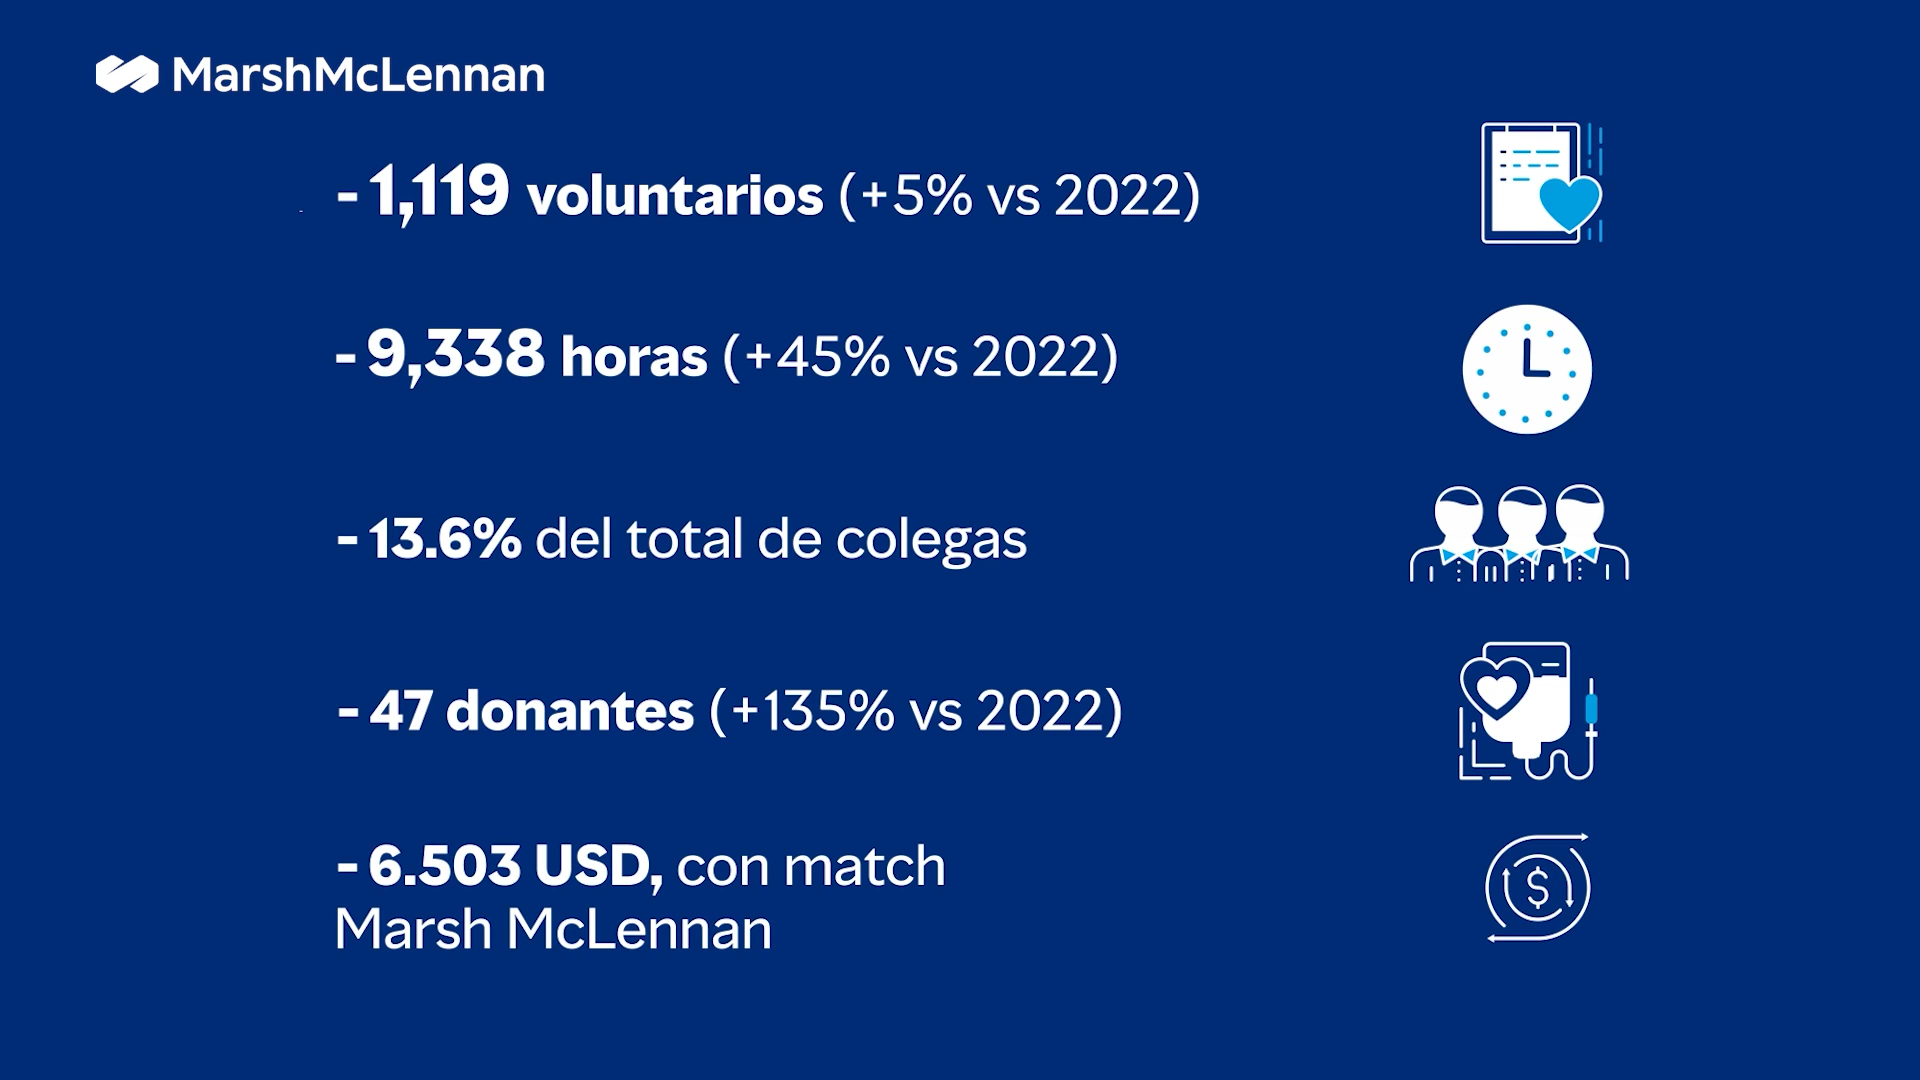 MarshMcLennan
- 1,119 voluntarios (+5% vs 2022)
- 9,338 horas (+45% vs 2022)
- 13.6% del total de colegas
- 47 donantes (+135% vs 2022)
- 6.503 USD, con match
Marsh McLennan
$